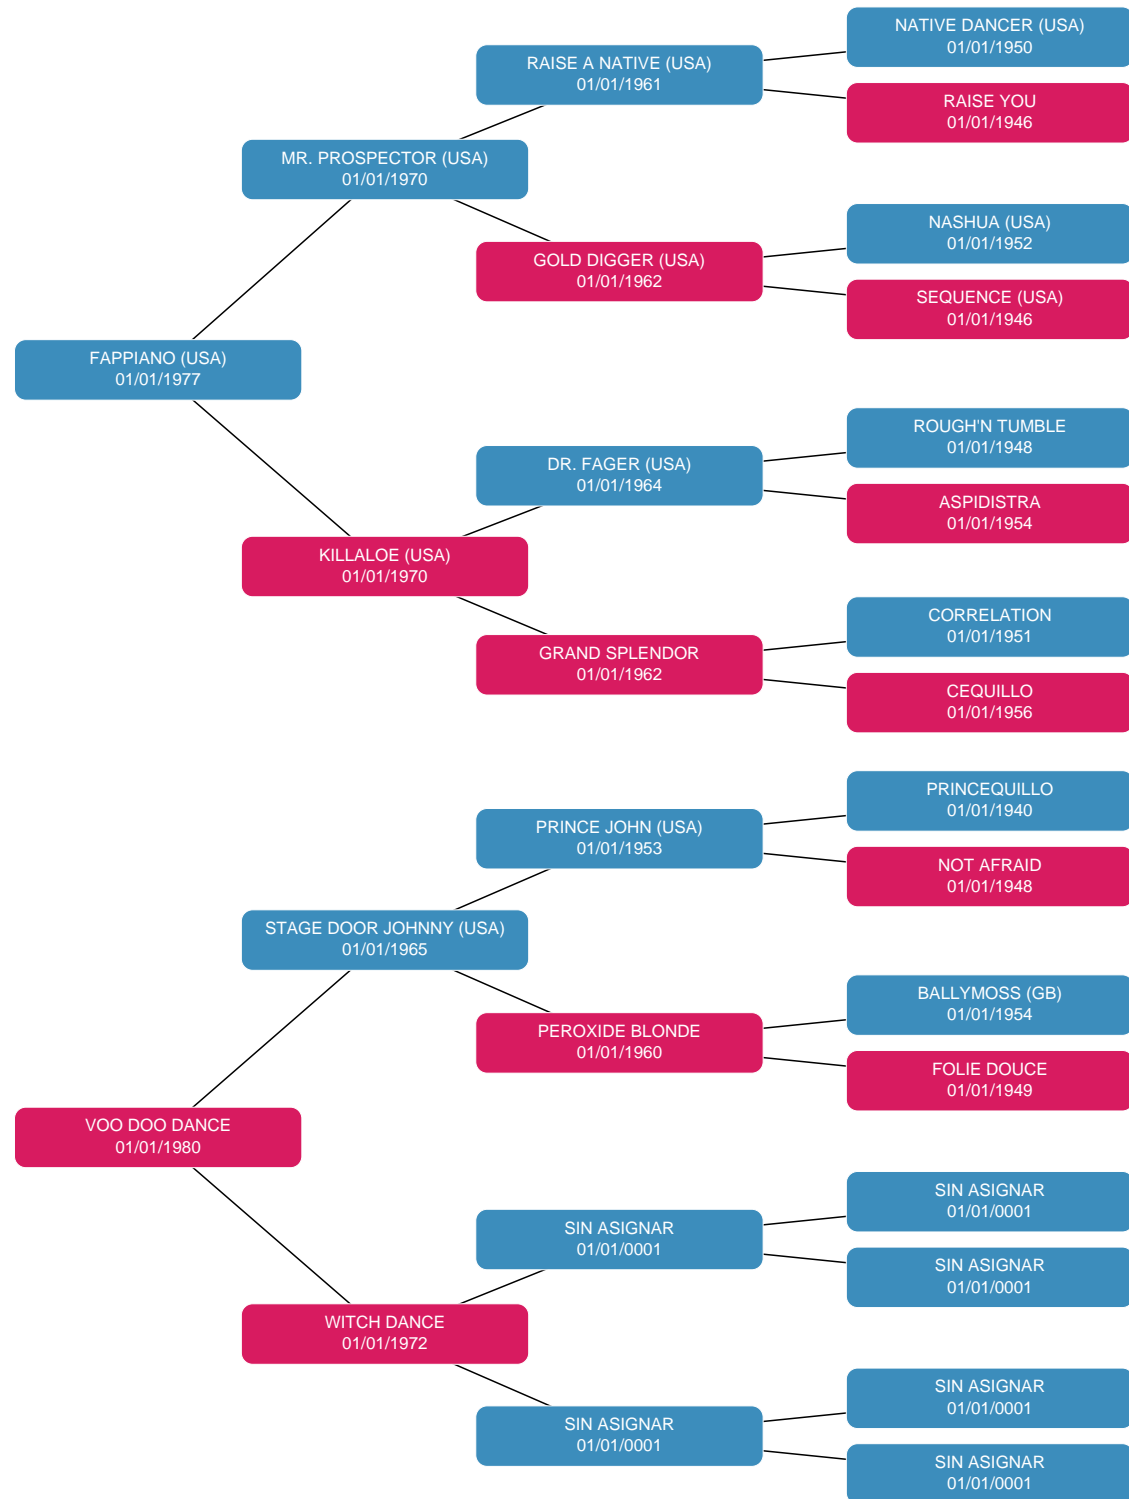 NATIVE DANCER (USA)
01/01/1950
RAISE A NATIVE (USA)
01/01/1961
RAISE YOU
01/01/1946
MR. PROSPECTOR (USA)
01/01/1970
NASHUA (USA)
01/01/1952
GOLD DIGGER (USA)
01/01/1962
SEQUENCE (USA)
01/01/1946
FAPPIANO (USA)
01/01/1977
ROUGH'N TUMBLE
01/01/1948
DR. FAGER (USA)
01/01/1964
ASPIDISTRA
01/01/1954
KILLALOE (USA)
01/01/1970
CORRELATION
01/01/1951
GRAND SPLENDOR
01/01/1962
CEQUILLO
01/01/1956
PRINCEQUILLO
01/01/1940
PRINCE JOHN (USA)
01/01/1953
NOT AFRAID
01/01/1948
STAGE DOOR JOHNNY (USA)
01/01/1965
BALLYMOSS (GB)
01/01/1954
PEROXIDE BLONDE
01/01/1960
FOLIE DOUCE
01/01/1949
VOO DOO DANCE
01/01/1980
SIN ASIGNAR
01/01/0001
SIN ASIGNAR
01/01/0001
SIN ASIGNAR
01/01/0001
WITCH DANCE
01/01/1972
SIN ASIGNAR
01/01/0001
SIN ASIGNAR
01/01/0001
SIN ASIGNAR
01/01/0001